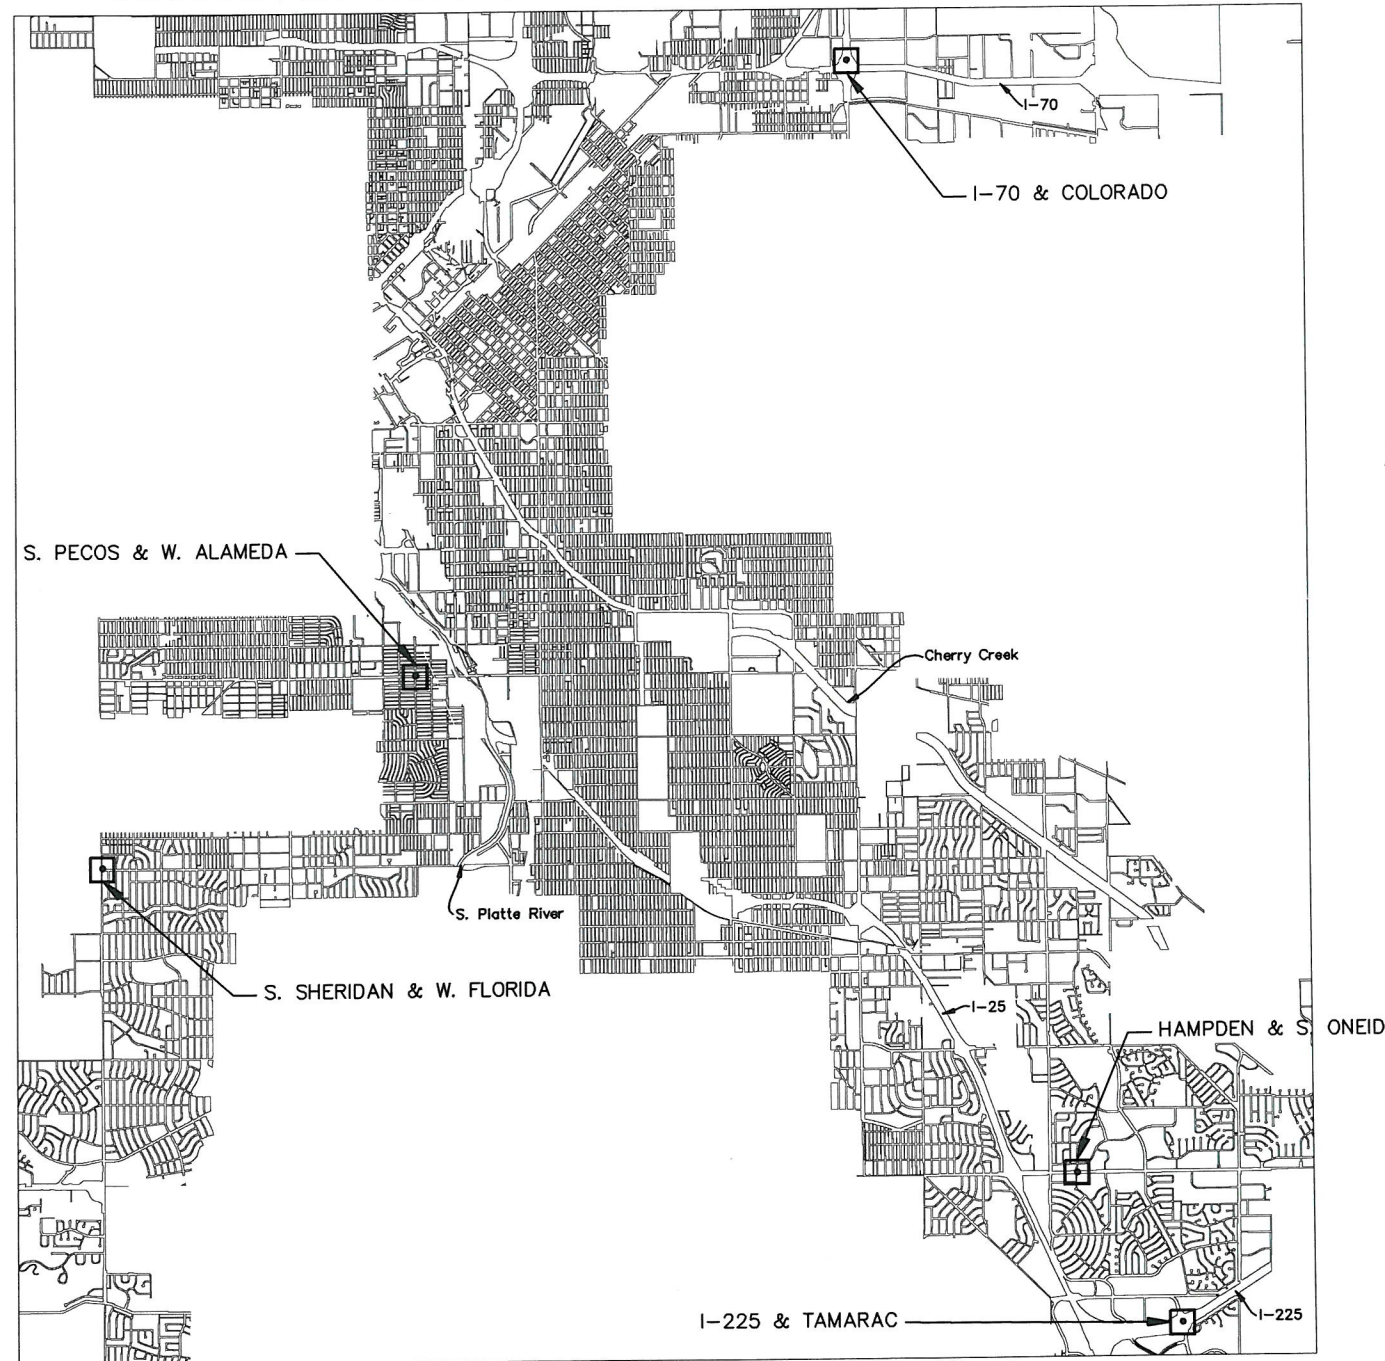 I-70
I-70 & COLORADO
S. PECOS & W. ALAMEDA
Cherry Creek
S. Platte River
S. SHERIDAN & W. FLORIDA
I-25
HAMPDEN & S. ONEID
I-225 & TAMARAC
I-225